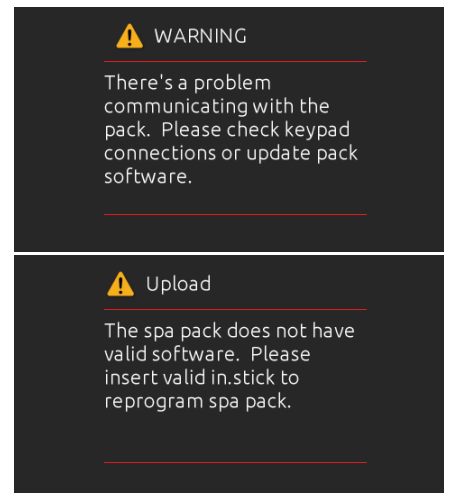 WARNING
There's a problem
communicating with the
pack.  Please check keypad
connections or update pack
software.
Upload
The spa pack does not have
valid software.  Please
insert valid in.stick to
reprogram spa pack.